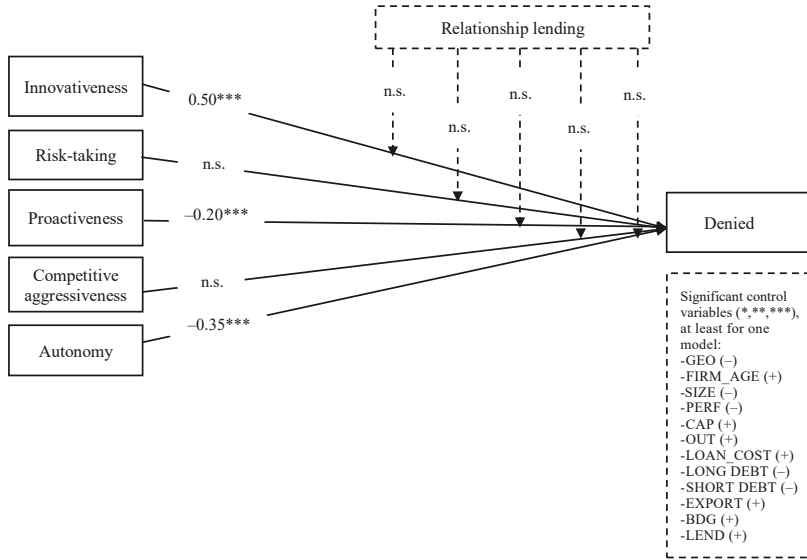 Relationship lending
Innovativeness
0.50***
n.s.
n.s.
n.s.
n.s.
n.s.
Risk-taking
n.s.
Proactiveness
–0.20***
Denied
Competitive
aggressiveness
n.s.
Autonomy
–0.35***
Significant control
variables (*,**,***),
at least for one
model:
-GEO (–)
-FIRM_AGE (+)
-SIZE (–)
-PERF (–)
-CAP (+)
-OUT (+)
-LOAN_COST (+)
-LONG DEBT (–)
-SHORT DEBT (–)
-EXPORT (+)
-BDG (+)
-LEND (+)